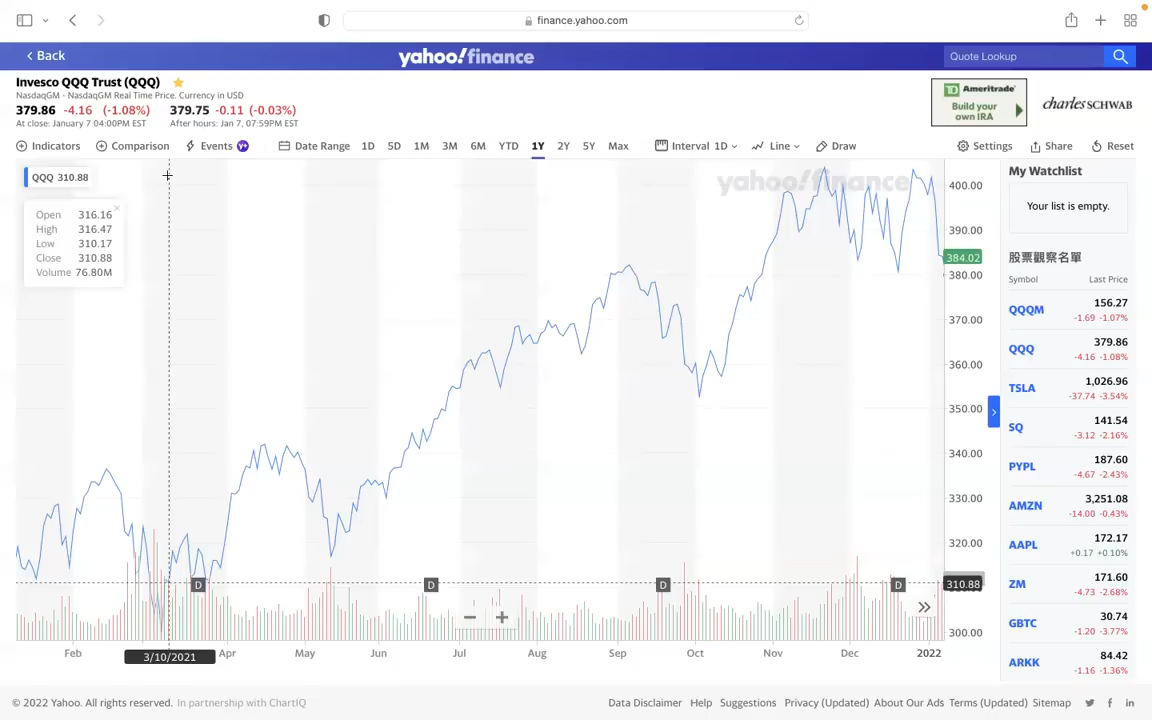 finance.yahoo.com
Back
yahoo!finance
Quote Lookup
Invesco QQQ Trust (QQQ)
NasdaqGM - NasdaqGM Real Time Price. Currency in USD
379.86 -4.16 (-1.08%) 379.75 -0.11 (-0.03%)
At close: January 7 04:00PM EST After hours: Jan 7, 07:59PM EST
TD Ameritrade
Build your own IRA
charles SCHWAB
Indicators Comparison Events Y+ Date Range 1D 5D 1M 3M 6M YTD 1Y 2Y 5Y Max Interval 1D Line Draw Settings Share Reset
QQQ 310.88
Open 316.16
High 316.47
Low 310.17
Close 310.88
Volume 76.80M
yahoo!finance
400.00
390.00
384.02
380.00
370.00
360.00
350.00
340.00
330.00
320.00
310.88
300.00
D D D D
Feb 3/10/2021 Apr May Jun Jul Aug Sep Oct Nov Dec 2022
My Watchlist
Your list is empty.
股票觀察名單
Symbol Last Price
QQQM 156.27
-1.69 -1.07%
QQQ 379.86
-4.16 -1.08%
TSLA 1,026.96
-37.74 -3.54%
SQ 141.54
-3.12 -2.16%
PYPL 187.60
-4.67 -2.43%
AMZN 3,251.08
-14.00 -0.43%
AAPL 172.17
+0.17 +0.10%
ZM 171.60
-4.73 -2.68%
GBTC 30.74
-1.20 -3.77%
ARKK 84.42
-1.16 -1.36%
© 2022 Yahoo. All rights reserved. In partnership with ChartIQ
Data Disclaimer Help Suggestions Privacy (Updated) About Our Ads Terms (Updated) Sitemap